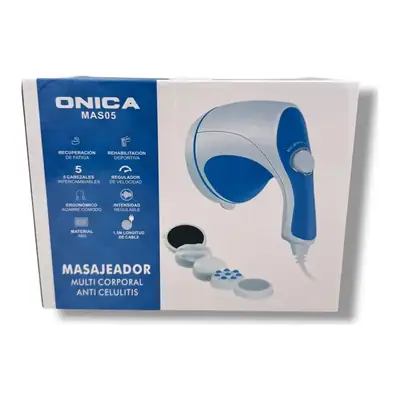 ONICA
MAS05
RECUPERACIÓN
DE FATIGA
REHABILITACIÓN
DEPORTIVA
5
5 CABEZALES
INTERCAMBIABLES
REGULADOR
DE VELOCIDAD
ERGONÓMICO
AGARRE CÓMODO
INTENSIDAD
REGULABLE
MATERIAL
ABS
1.5M LONGITUD
DE CABLE
MASAJEADOR
MULTI CORPORAL
ANTI CELULITIS